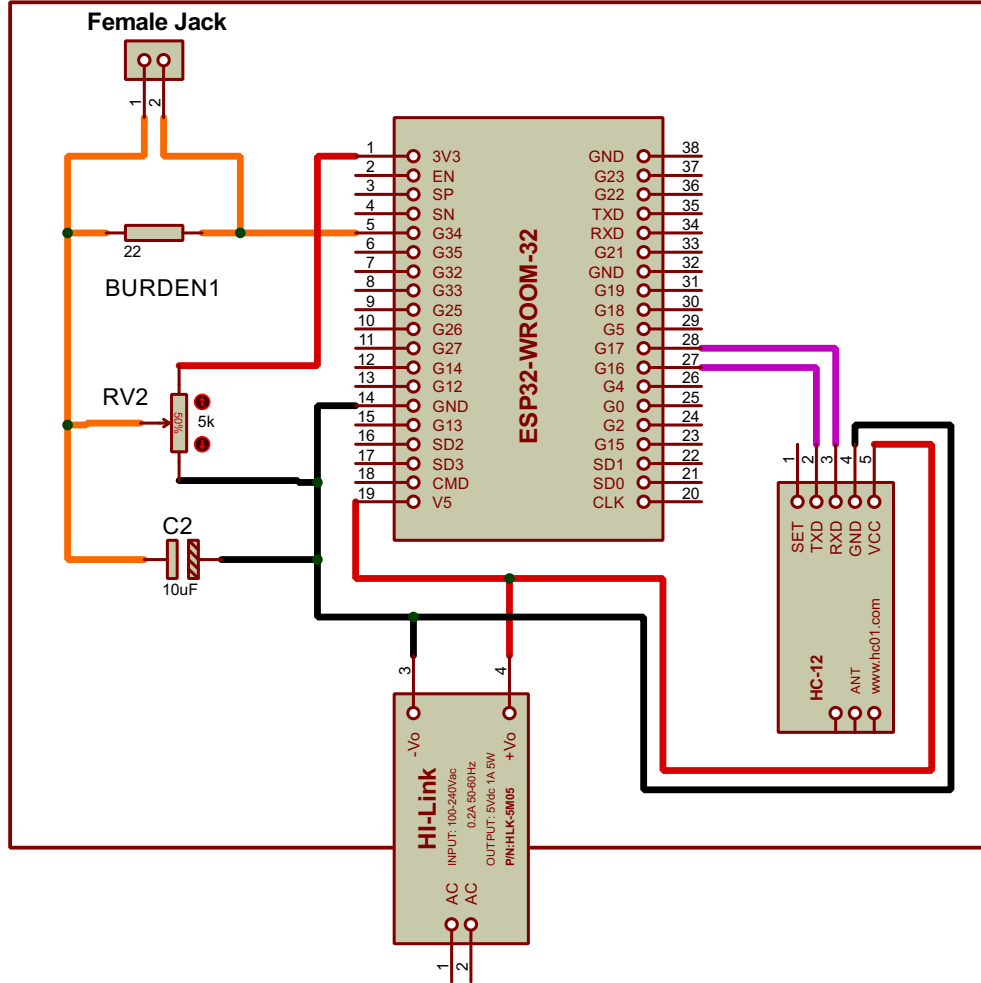 Female Jack
1
2
22
BURDEN1
RV2
50%
5k
C2
10uF
ESP32-WROOM-32
1 3V3
2 EN
3 SP
4 SN
5 G34
6 G35
7 G32
8 G33
9 G25
10 G26
11 G27
12 G14
13 G12
14 GND
15 G13
16 SD2
17 SD3
18 CMD
19 V5
GND 38
G23 37
G22 36
TXD 35
RXD 34
G21 33
GND 32
G19 31
G18 30
G5 29
G17 28
G16 27
G4 26
G0 25
G2 24
G15 23
SD1 22
SD0 21
CLK 20
1 SET
2 TXD
3 RXD
4 GND
5 VCC
HC-12
ANT
www.hc01.com
3 -Vo
4 +Vo
HI-Link
INPUT: 100-240Vac
0.2A 50-60Hz
OUTPUT: 5Vdc 1A 5W
P/N:HLK-5M05
AC
AC
1
2